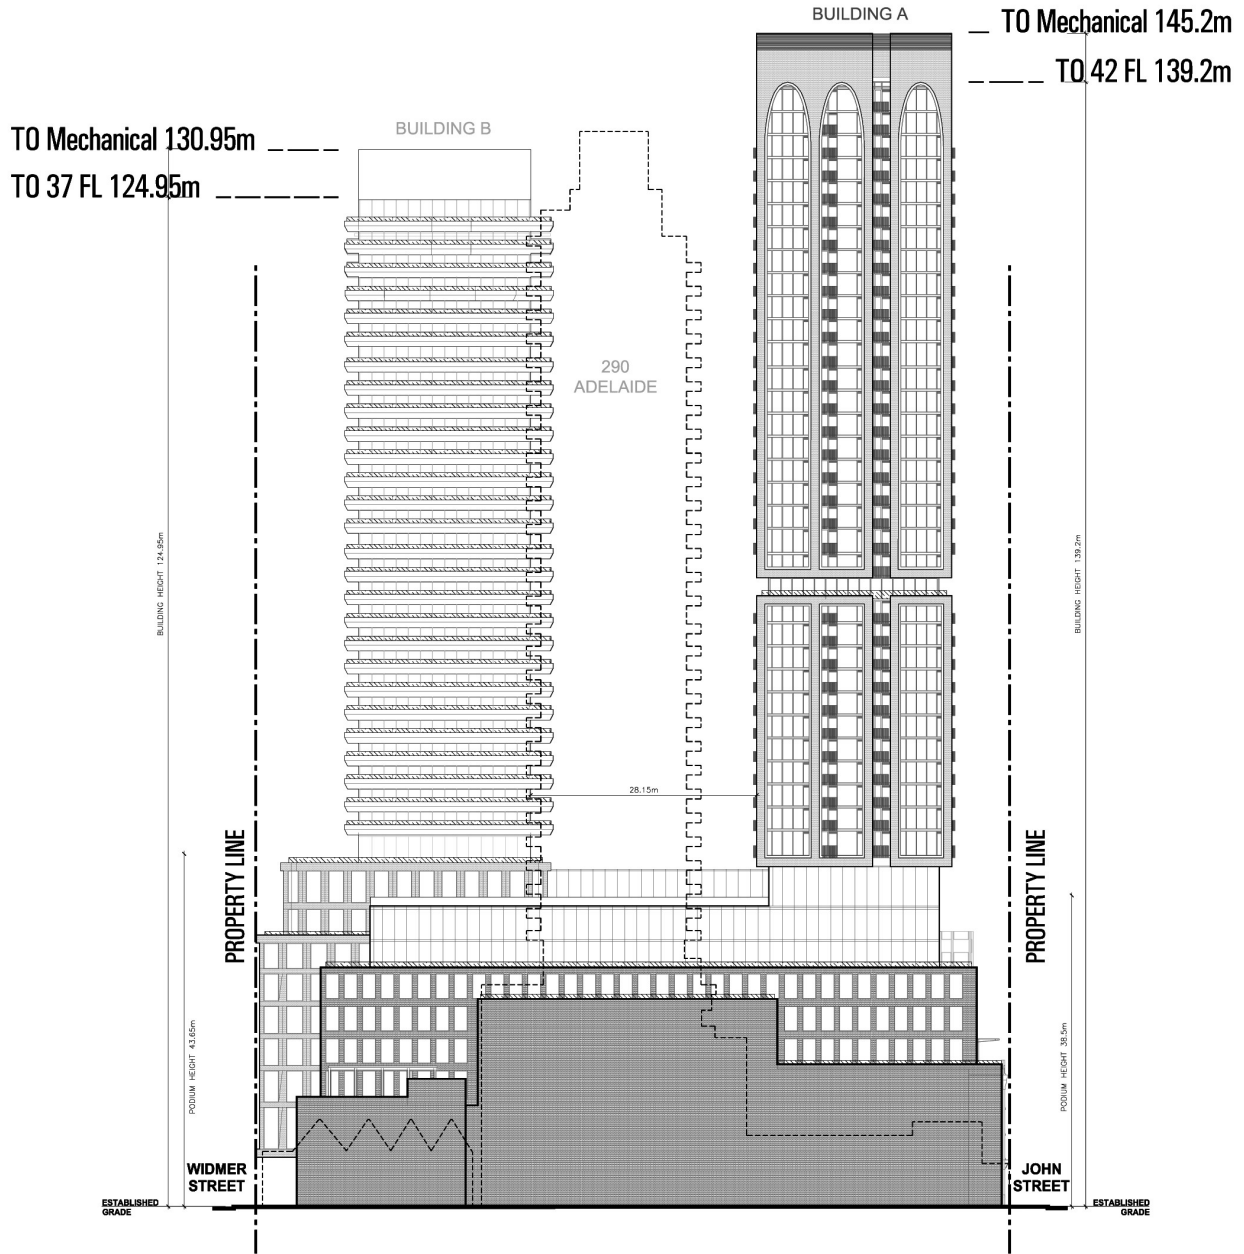 BUILDING A
TO Mechanical 145.2m
TO 42 FL 139.2m
BUILDING B
TO Mechanical 130.95m
TO 37 FL 124.95m
290
ADELAIDE
BUILDING HEIGHT 124.95m
BUILDING HEIGHT 139.2m
28.15m
PROPERTY LINE
PROPERTY LINE
PODIUM HEIGHT 43.65m
PODIUM HEIGHT 38.5m
WIDMER
STREET
JOHN
STREET
ESTABLISHED
GRADE
ESTABLISHED
GRADE